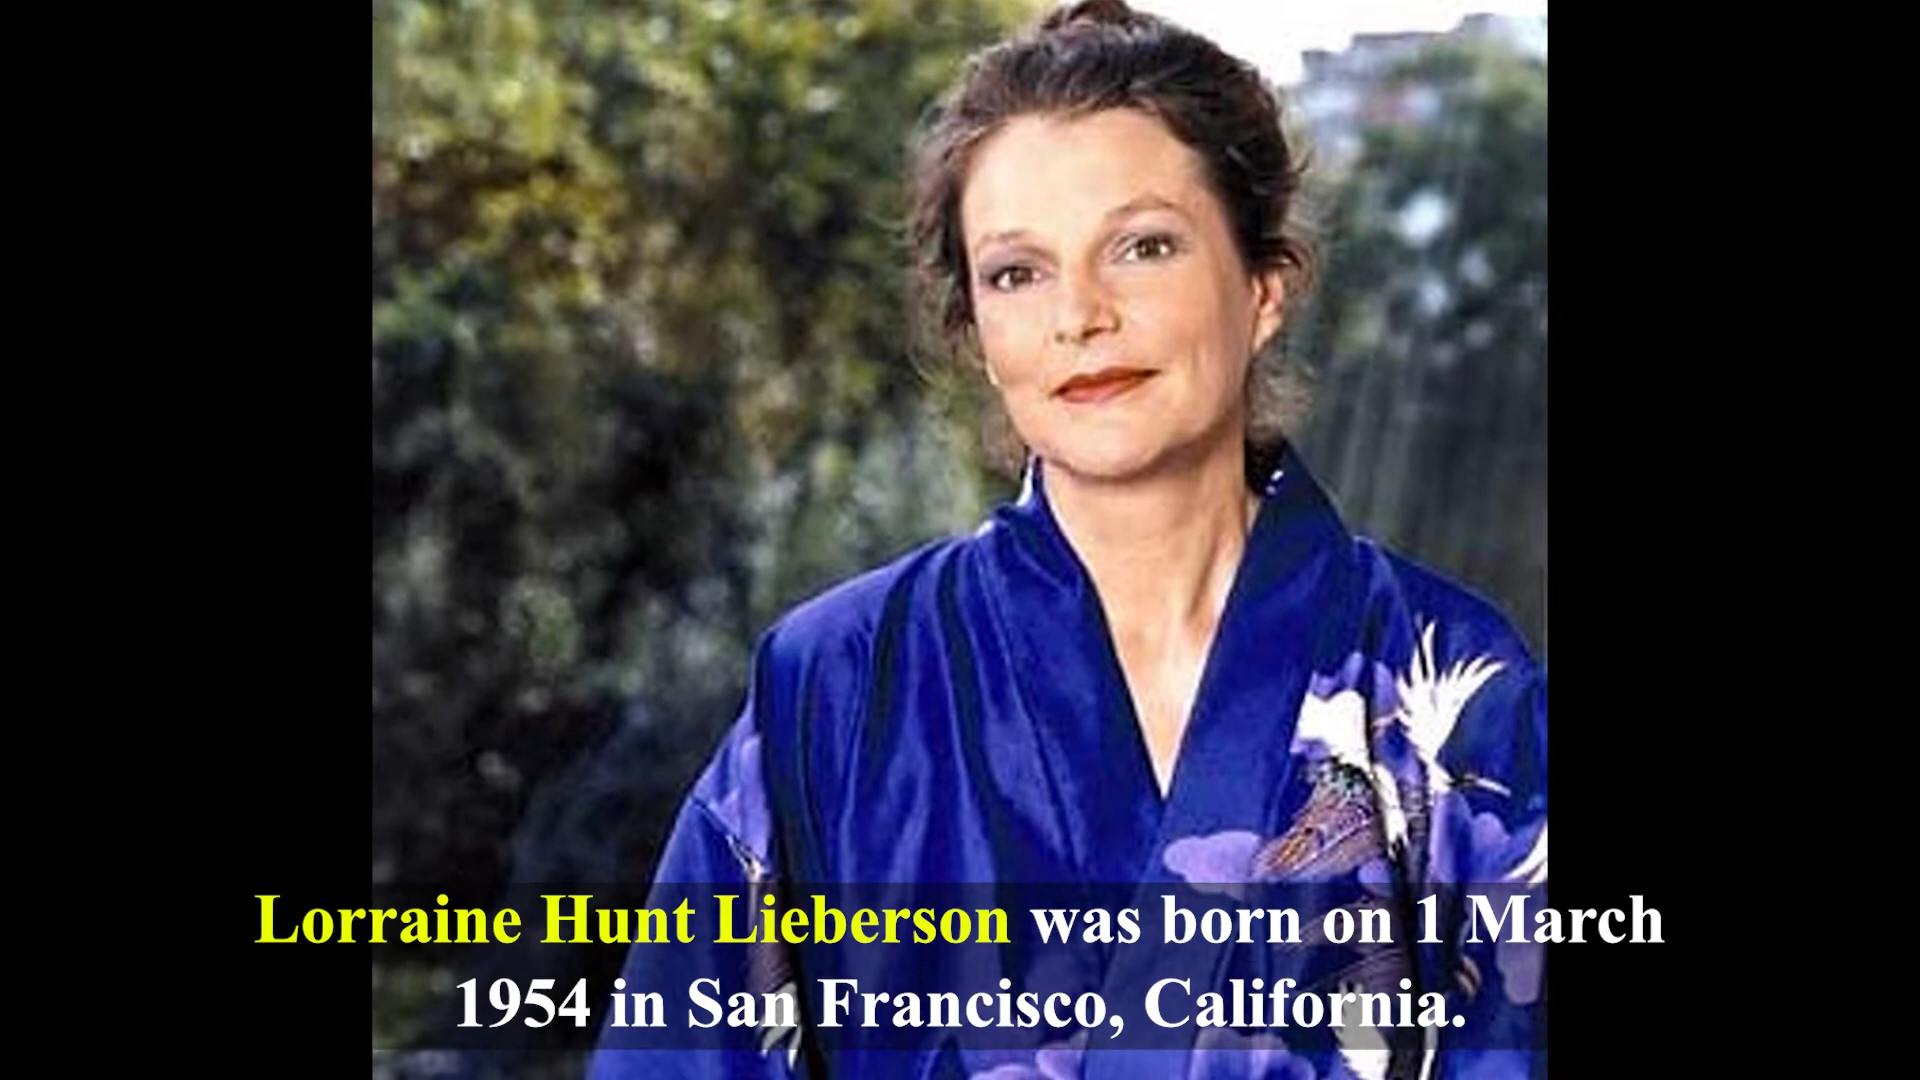 Lorraine Hunt Lieberson was born on 1 March
1954 in San Francisco, California.